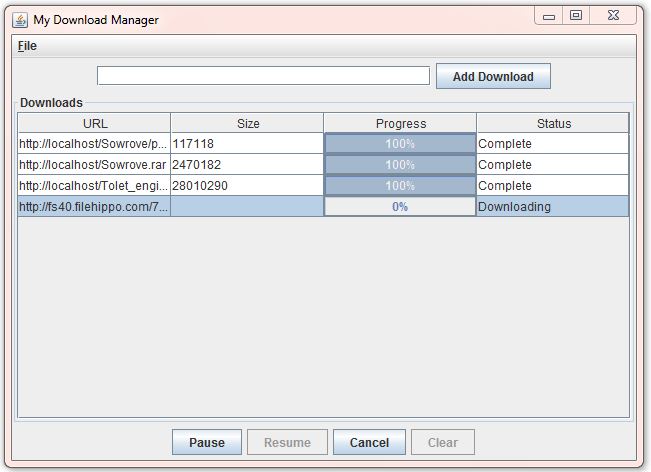 My Download Manager
File
Add Download
Downloads
URL Size Progress Status
http://localhost/Sowrove/p... 117118 100% Complete
http://localhost/Sowrove.rar 2470182 100% Complete
http://localhost/Tolet_engi... 28010290 100% Complete
http://fs40.filehippo.com/7... 0% Downloading
Pause Resume Cancel Clear